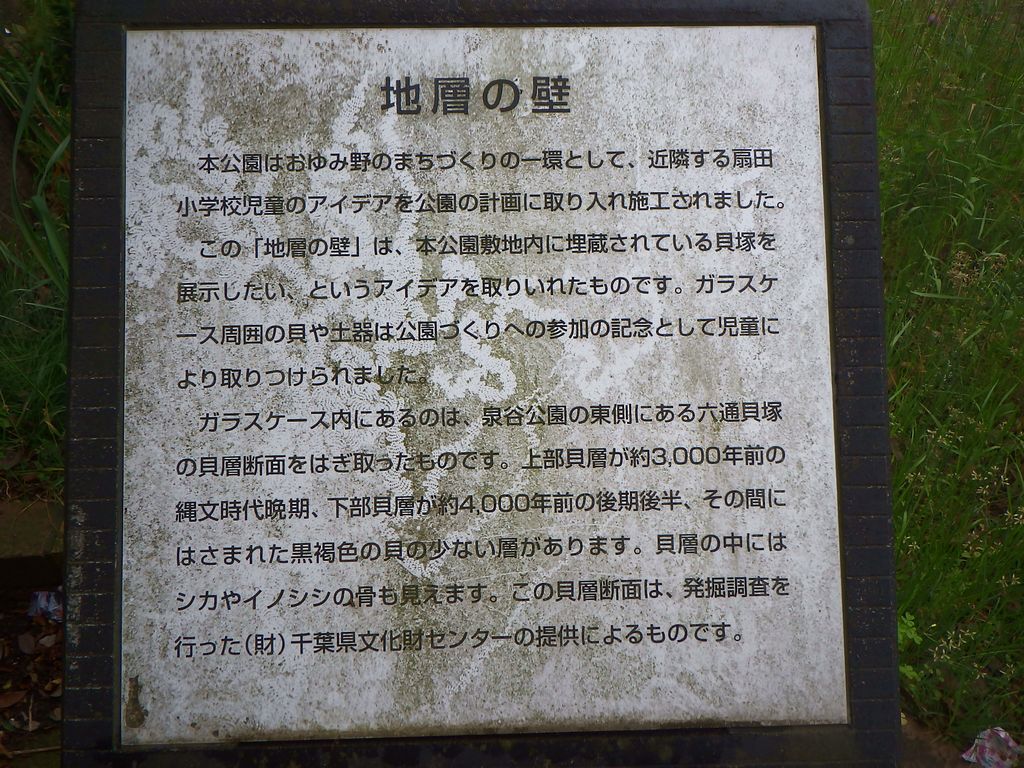 地層の壁
本公園はおゆみ野のまちづくりの一環として、近隣する扇田
小学校児童のアイデアを公園の計画に取り入れ施工されました。
この「地層の壁」は、本公園敷地内に埋蔵されている貝塚を
展示したい、というアイデアを取りいれたものです。ガラスケ
ース周囲の貝や土器は公園づくりへの参加の記念として児童に
より取りつけられました。
ガラスケース内にあるのは、泉谷公園の東側にある六通貝塚
の貝層断面をはぎ取ったものです。上部貝層が約3,000年前の
縄文時代晩期、下部貝層が約4,000年前の後期後半、その間に
はさまれた黒褐色の貝の少ない層があります。貝層の中には
シカやイノシシの骨も見えます。この貝層断面は、発掘調査を
行った(財)千葉県文化財センターの提供によるものです。